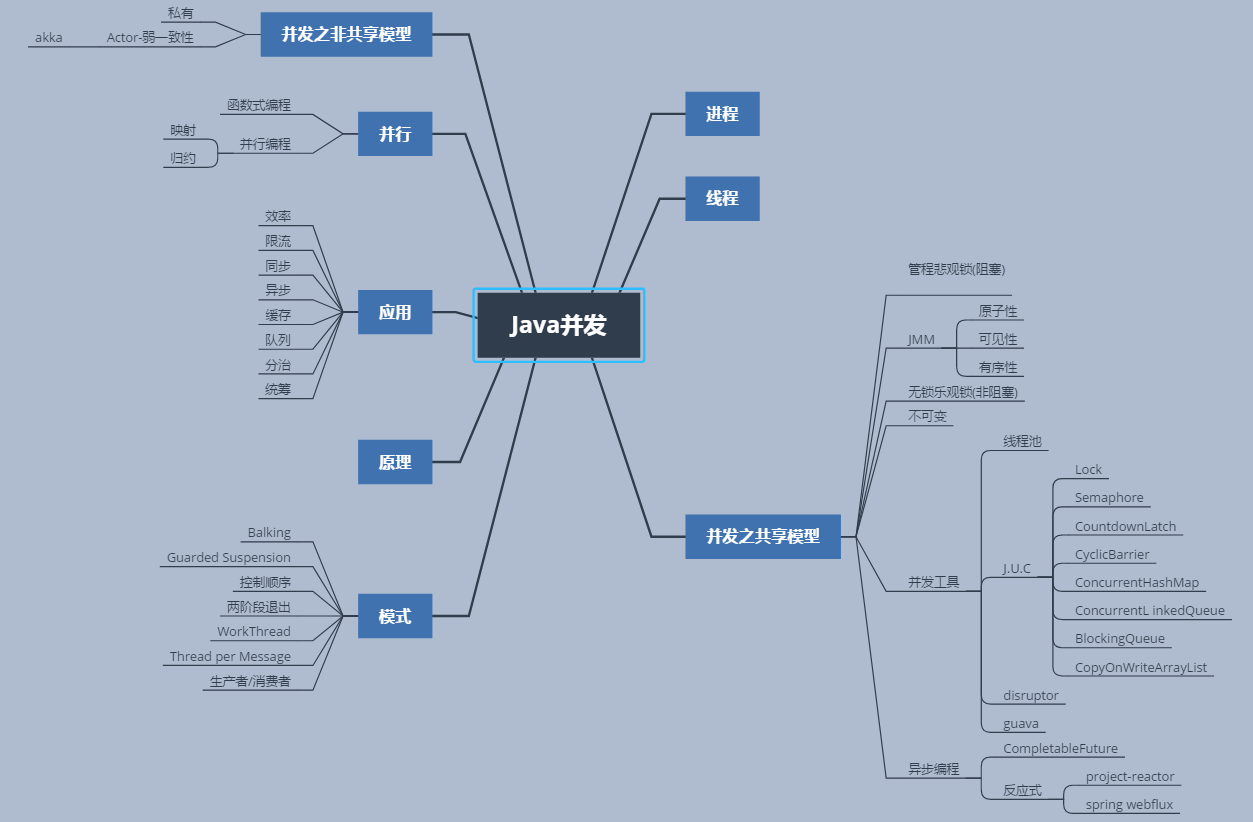 Java并发
进程
线程
并发之共享模型
管程悲观锁(阻塞)
JMM
原子性
可见性
有序性
无锁乐观锁(非阻塞)
不可变
并发工具
线程池
J.U.C
Lock
Semaphore
CountdownLatch
CyclicBarrier
ConcurrentHashMap
ConcurrentL inkedQueue
BlockingQueue
CopyOnWriteArrayList
disruptor
guava
异步编程
CompletableFuture
反应式
project-reactor
spring webflux
并发之非共享模型
私有
Actor-弱一致性
akka
并行
函数式编程
并行编程
映射
归约
应用
效率
限流
同步
异步
缓存
队列
分治
统筹
原理
模式
Balking
Guarded Suspension
控制顺序
两阶段退出
WorkThread
Thread per Message
生产者/消费者